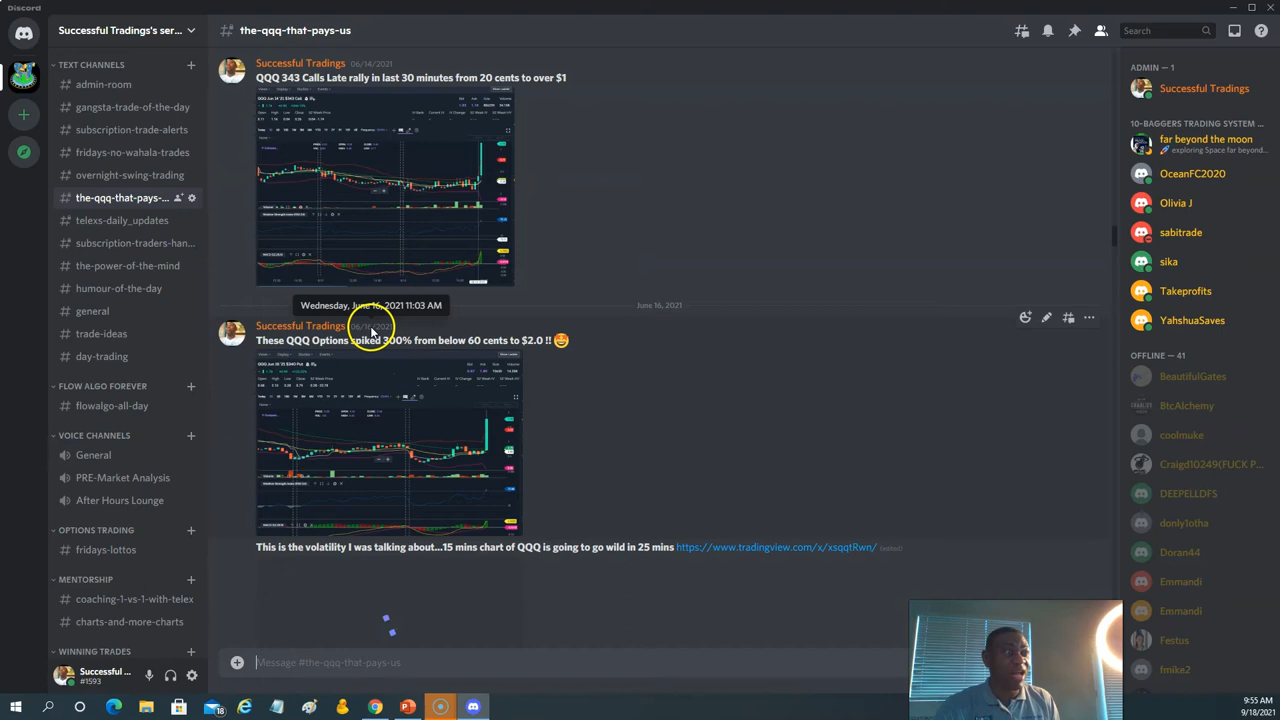 Discord
Successful Tradings's ser...
the-qqq-that-pays-us
Search
TEXT CHANNELS
admin-room
gangsta-trade-of-the-day
subscription-trade-alerts
trade-no-wahala-trades
overnight-swing-trading
the-qqq-that-pays-...
telexs-daily_updates
subscription-traders-han...
the-power-of-the-mind
humour-of-the-day
general
trade-ideas
day-trading
FLOW ALGO FOREVER
flowalgo-all-day
VOICE CHANNELS
General
PRE-Market Analysis
After Hours Lounge
OPTIONS TRADING
fridays-lottos
MENTORSHIP
coaching-1-vs-1-with-telex
charts-and-more-charts
WINNING TRADES
Successful ...
#1593
Successful Tradings 06/14/2021
QQQ 343 Calls Late rally in last 30 minutes from 20 cents to over $1
June 16, 2021
Wednesday, June 16, 2021 11:03 AM
Successful Tradings 06/16/2021
These QQQ Options spiked 300% from below 60 cents to $2.0 !!
This is the volatility I was talking about...15 mins chart of QQQ is going to go wild in 25 mins https://www.tradingview.com/x/xsqqtRwn/ (edited)
Message #the-qqq-that-pays-us
ADMIN — 1
Successful Tradings
10-BAGGERS TRADING SYSTEM ...
far beyond the moon
exploring Space far beyond...
OceanFC2020
Olivia J
sabitrade
sika
Takeprofits
YahshuaSaves
OFFLINE — 41
BeautifulGates
BtcAlchemy
coolmuke
Craigd10249(FUCK P...
DEEPELLDFS
donly1otha
Doran44
Emmandi
Emmandi
Festus
fmike2
9:55 AM
9/18/2021